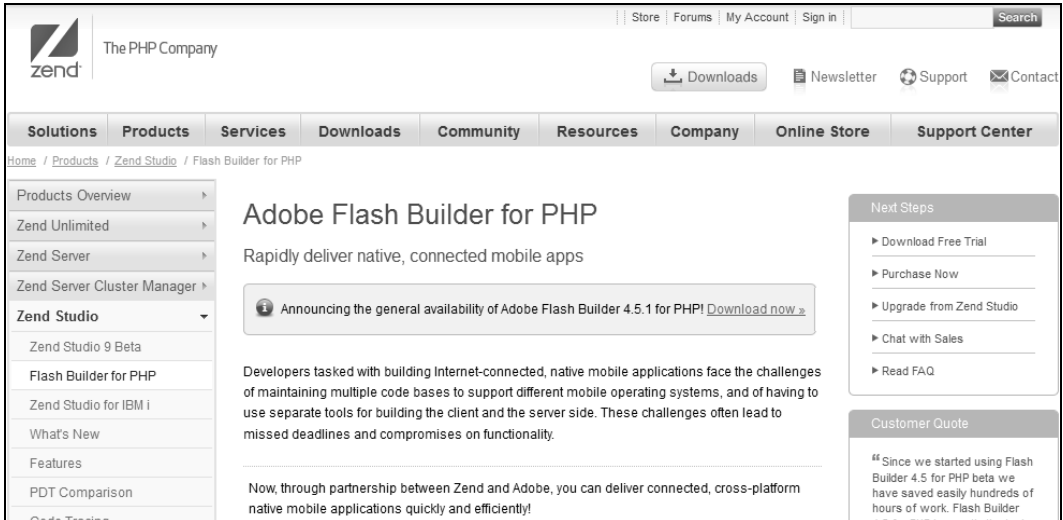 Store Forums My Account Sign in Search
zend
The PHP Company
Downloads Newsletter Support Contact
Solutions Products Services Downloads Community Resources Company Online Store Support Center
Home / Products / Zend Studio / Flash Builder for PHP
Products Overview
Zend Unlimited
Zend Server
Zend Server Cluster Manager
Zend Studio
Zend Studio 9 Beta
Flash Builder for PHP
Zend Studio for IBM i
What's New
Features
PDT Comparison
Code Tracing
Adobe Flash Builder for PHP
Rapidly deliver native, connected mobile apps
Announcing the general availability of Adobe Flash Builder 4.5.1 for PHP! Download now »
Developers tasked with building Internet-connected, native mobile applications face the challenges
of maintaining multiple code bases to support different mobile operating systems, and of having to
use separate tools for building the client and the server side. These challenges often lead to
missed deadlines and compromises on functionality.
Now, through partnership between Zend and Adobe, you can deliver connected, cross-platform
native mobile applications quickly and efficiently!
Next Steps
Download Free Trial
Purchase Now
Upgrade from Zend Studio
Chat with Sales
Read FAQ
Customer Quote
“Since we started using Flash
Builder 4.5 for PHP beta we
have saved easily hundreds of
hours of work. Flash Builder